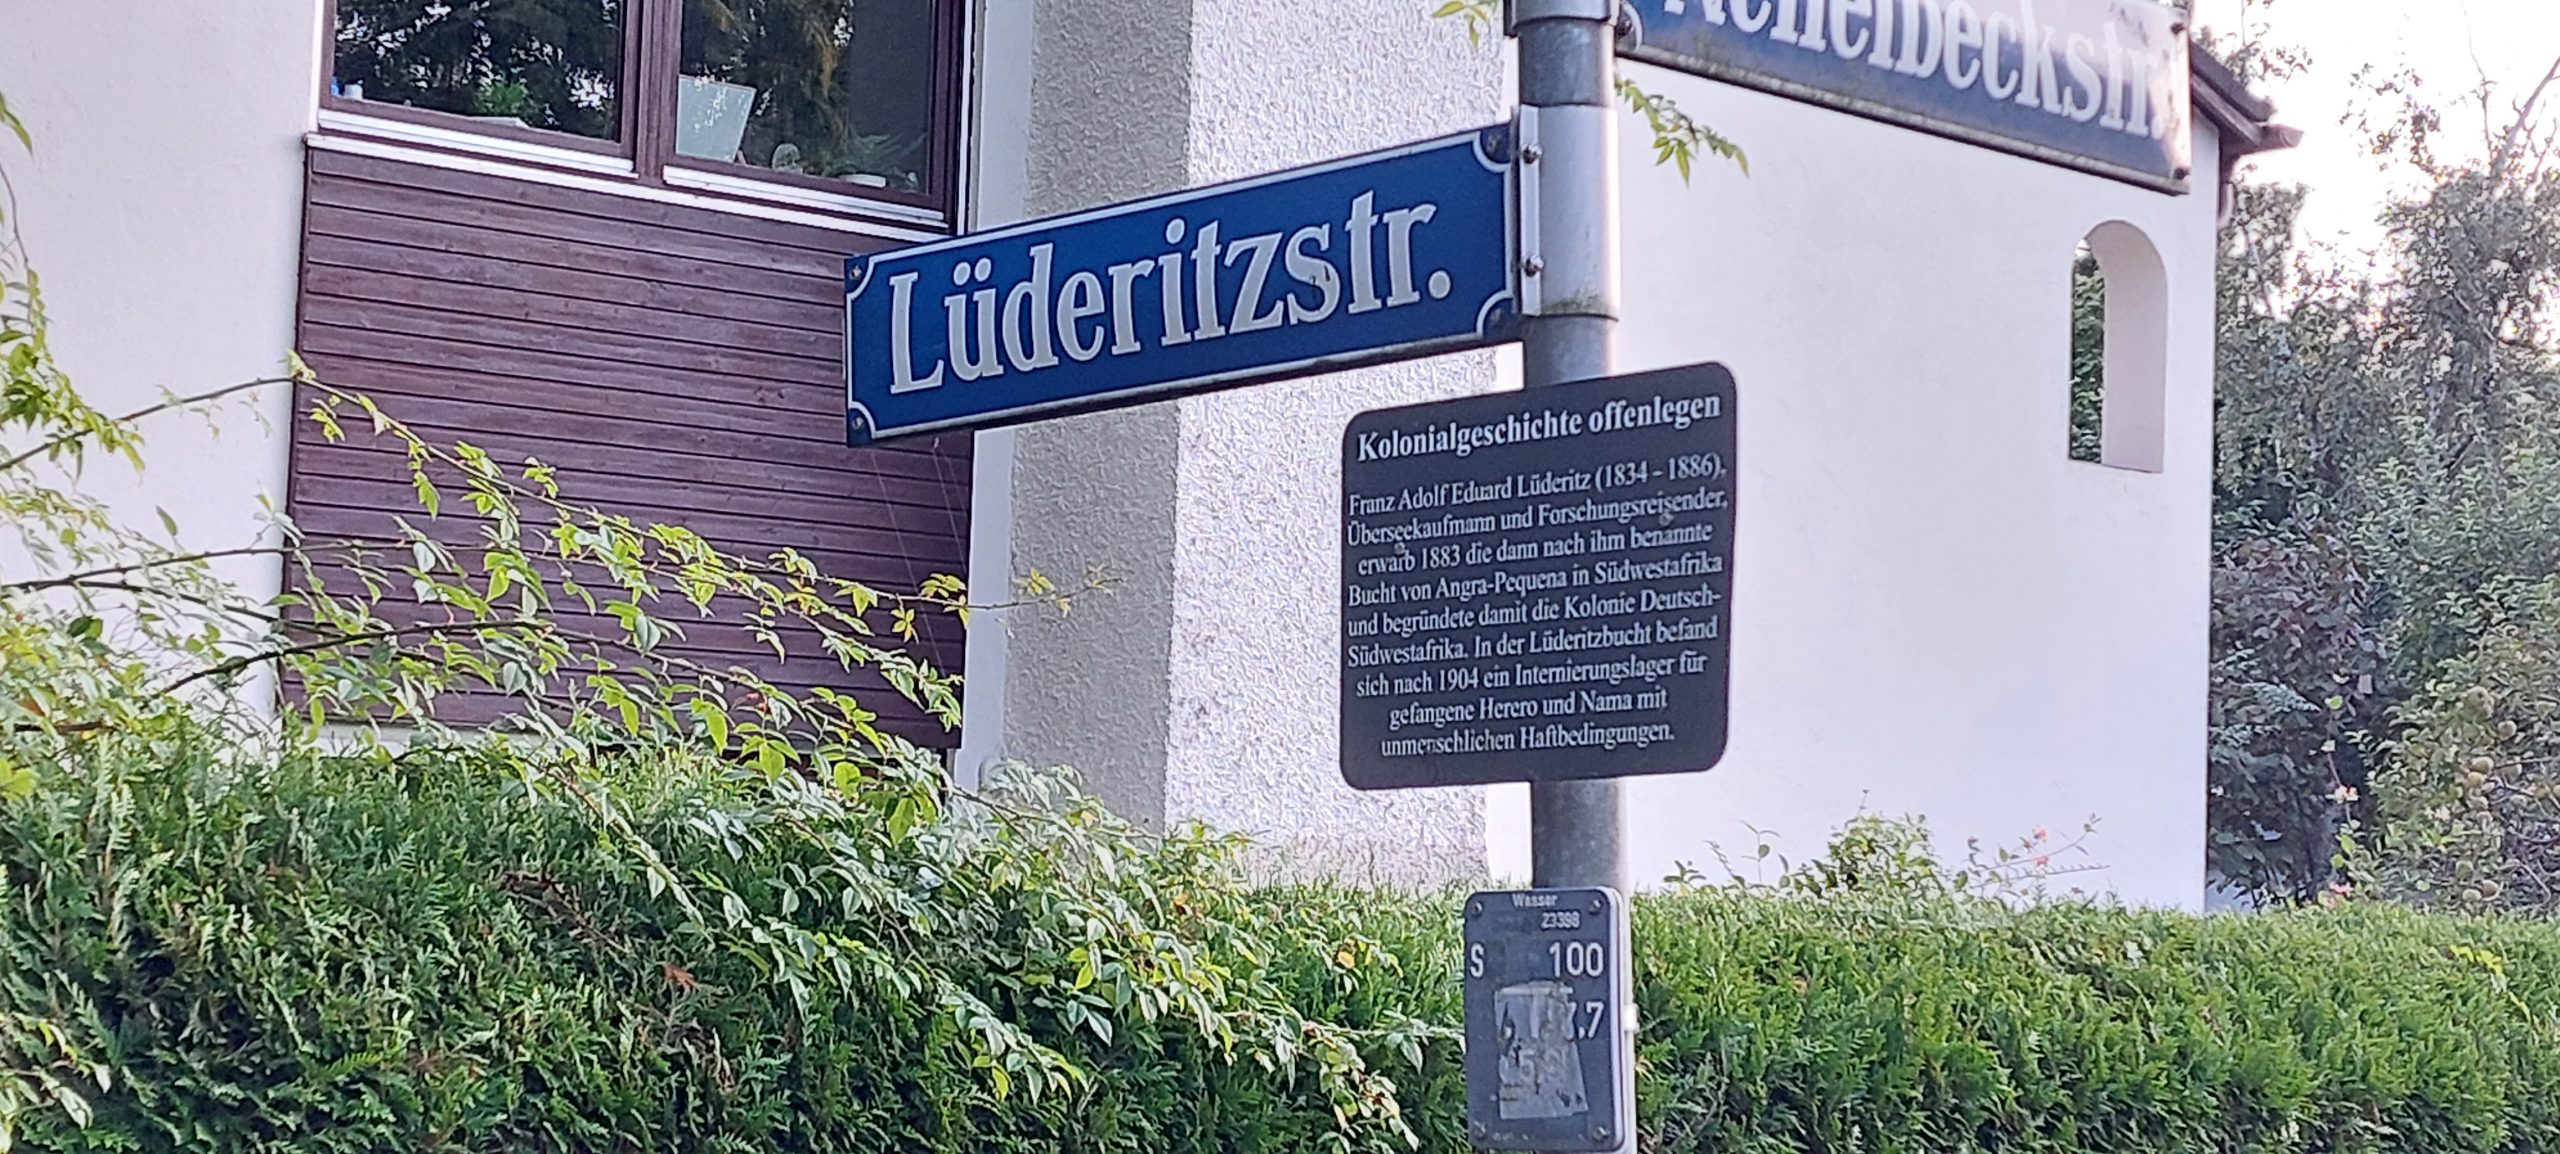 Lüderitzstr.
Kolonialgeschichte offenlegen
Franz Adolf Eduard Lüderitz (1834 - 1886),
Überseekaufmann und Forschungsreisender,
erwarb 1883 die dann nach ihm benannte
Bucht von Angra-Pequena in Südwestafrika
und begründete damit die Kolonie Deutsch-
Südwestafrika. In der Lüderitzbucht befand
sich nach 1904 ein Internierungslager für
gefangene Herero und Nama mit
unmenschlichen Haftbedingungen.
Wasser
Z3398
S 100